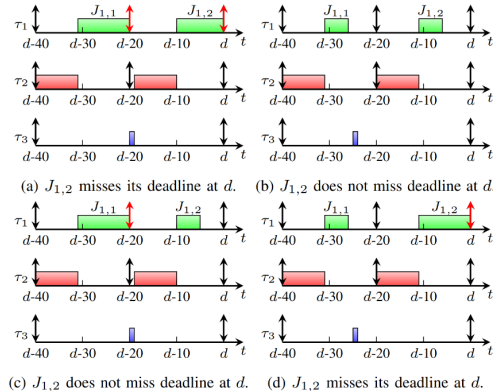 J1,1 J1,2 J1,1 J1,2
τ1 t τ1 t
d-40 d-30 d-20 d-10 d d-40 d-30 d-20 d-10 d
τ2 t τ2 t
d-40 d-30 d-20 d-10 d d-40 d-30 d-20 d-10 d
τ3 t τ3 t
d-40 d-30 d-20 d-10 d d-40 d-30 d-20 d-10 d
(a) J1,2 misses its deadline at d. (b) J1,2 does not miss deadline at d
J1,1 J1,2 J1,1 J1,2
τ1 t τ1 t
d-40 d-30 d-20 d-10 d d-40 d-30 d-20 d-10 d
τ2 t τ2 t
d-40 d-30 d-20 d-10 d d-40 d-30 d-20 d-10 d
τ3 t τ3 t
d-40 d-30 d-20 d-10 d d-40 d-30 d-20 d-10 d
(c) J1,2 does not miss deadline at d. (d) J1,2 misses its deadline at d.